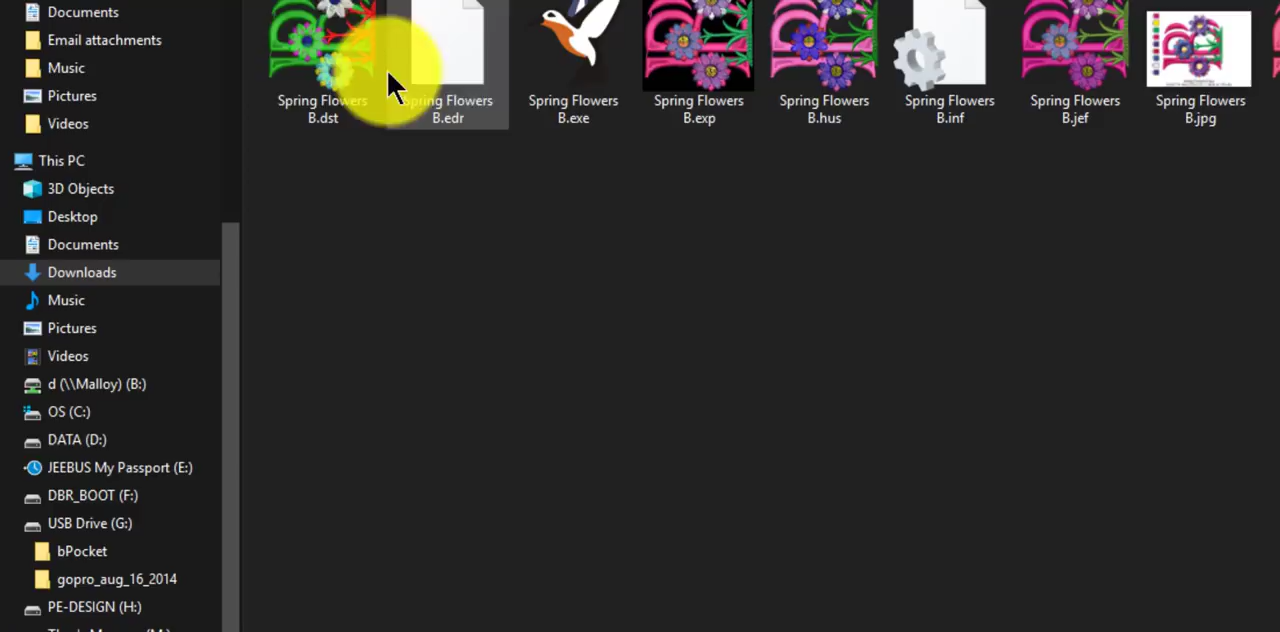 Documents
Email attachments
Music
Pictures
Videos
This PC
3D Objects
Desktop
Documents
Downloads
Music
Pictures
Videos
d (\\Malloy) (B:)
OS (C:)
DATA (D:)
JEEBUS My Passport (E:)
DBR_BOOT (F:)
USB Drive (G:)
bPocket
gopro_aug_16_2014
PE-DESIGN (H:)
Spring Flowers
B.dst
Spring Flowers
B.edr
Spring Flowers
B.exe
Spring Flowers
B.exp
Spring Flowers
B.hus
Spring Flowers
B.inf
Spring Flowers
B.jef
Spring Flowers
B.jpg